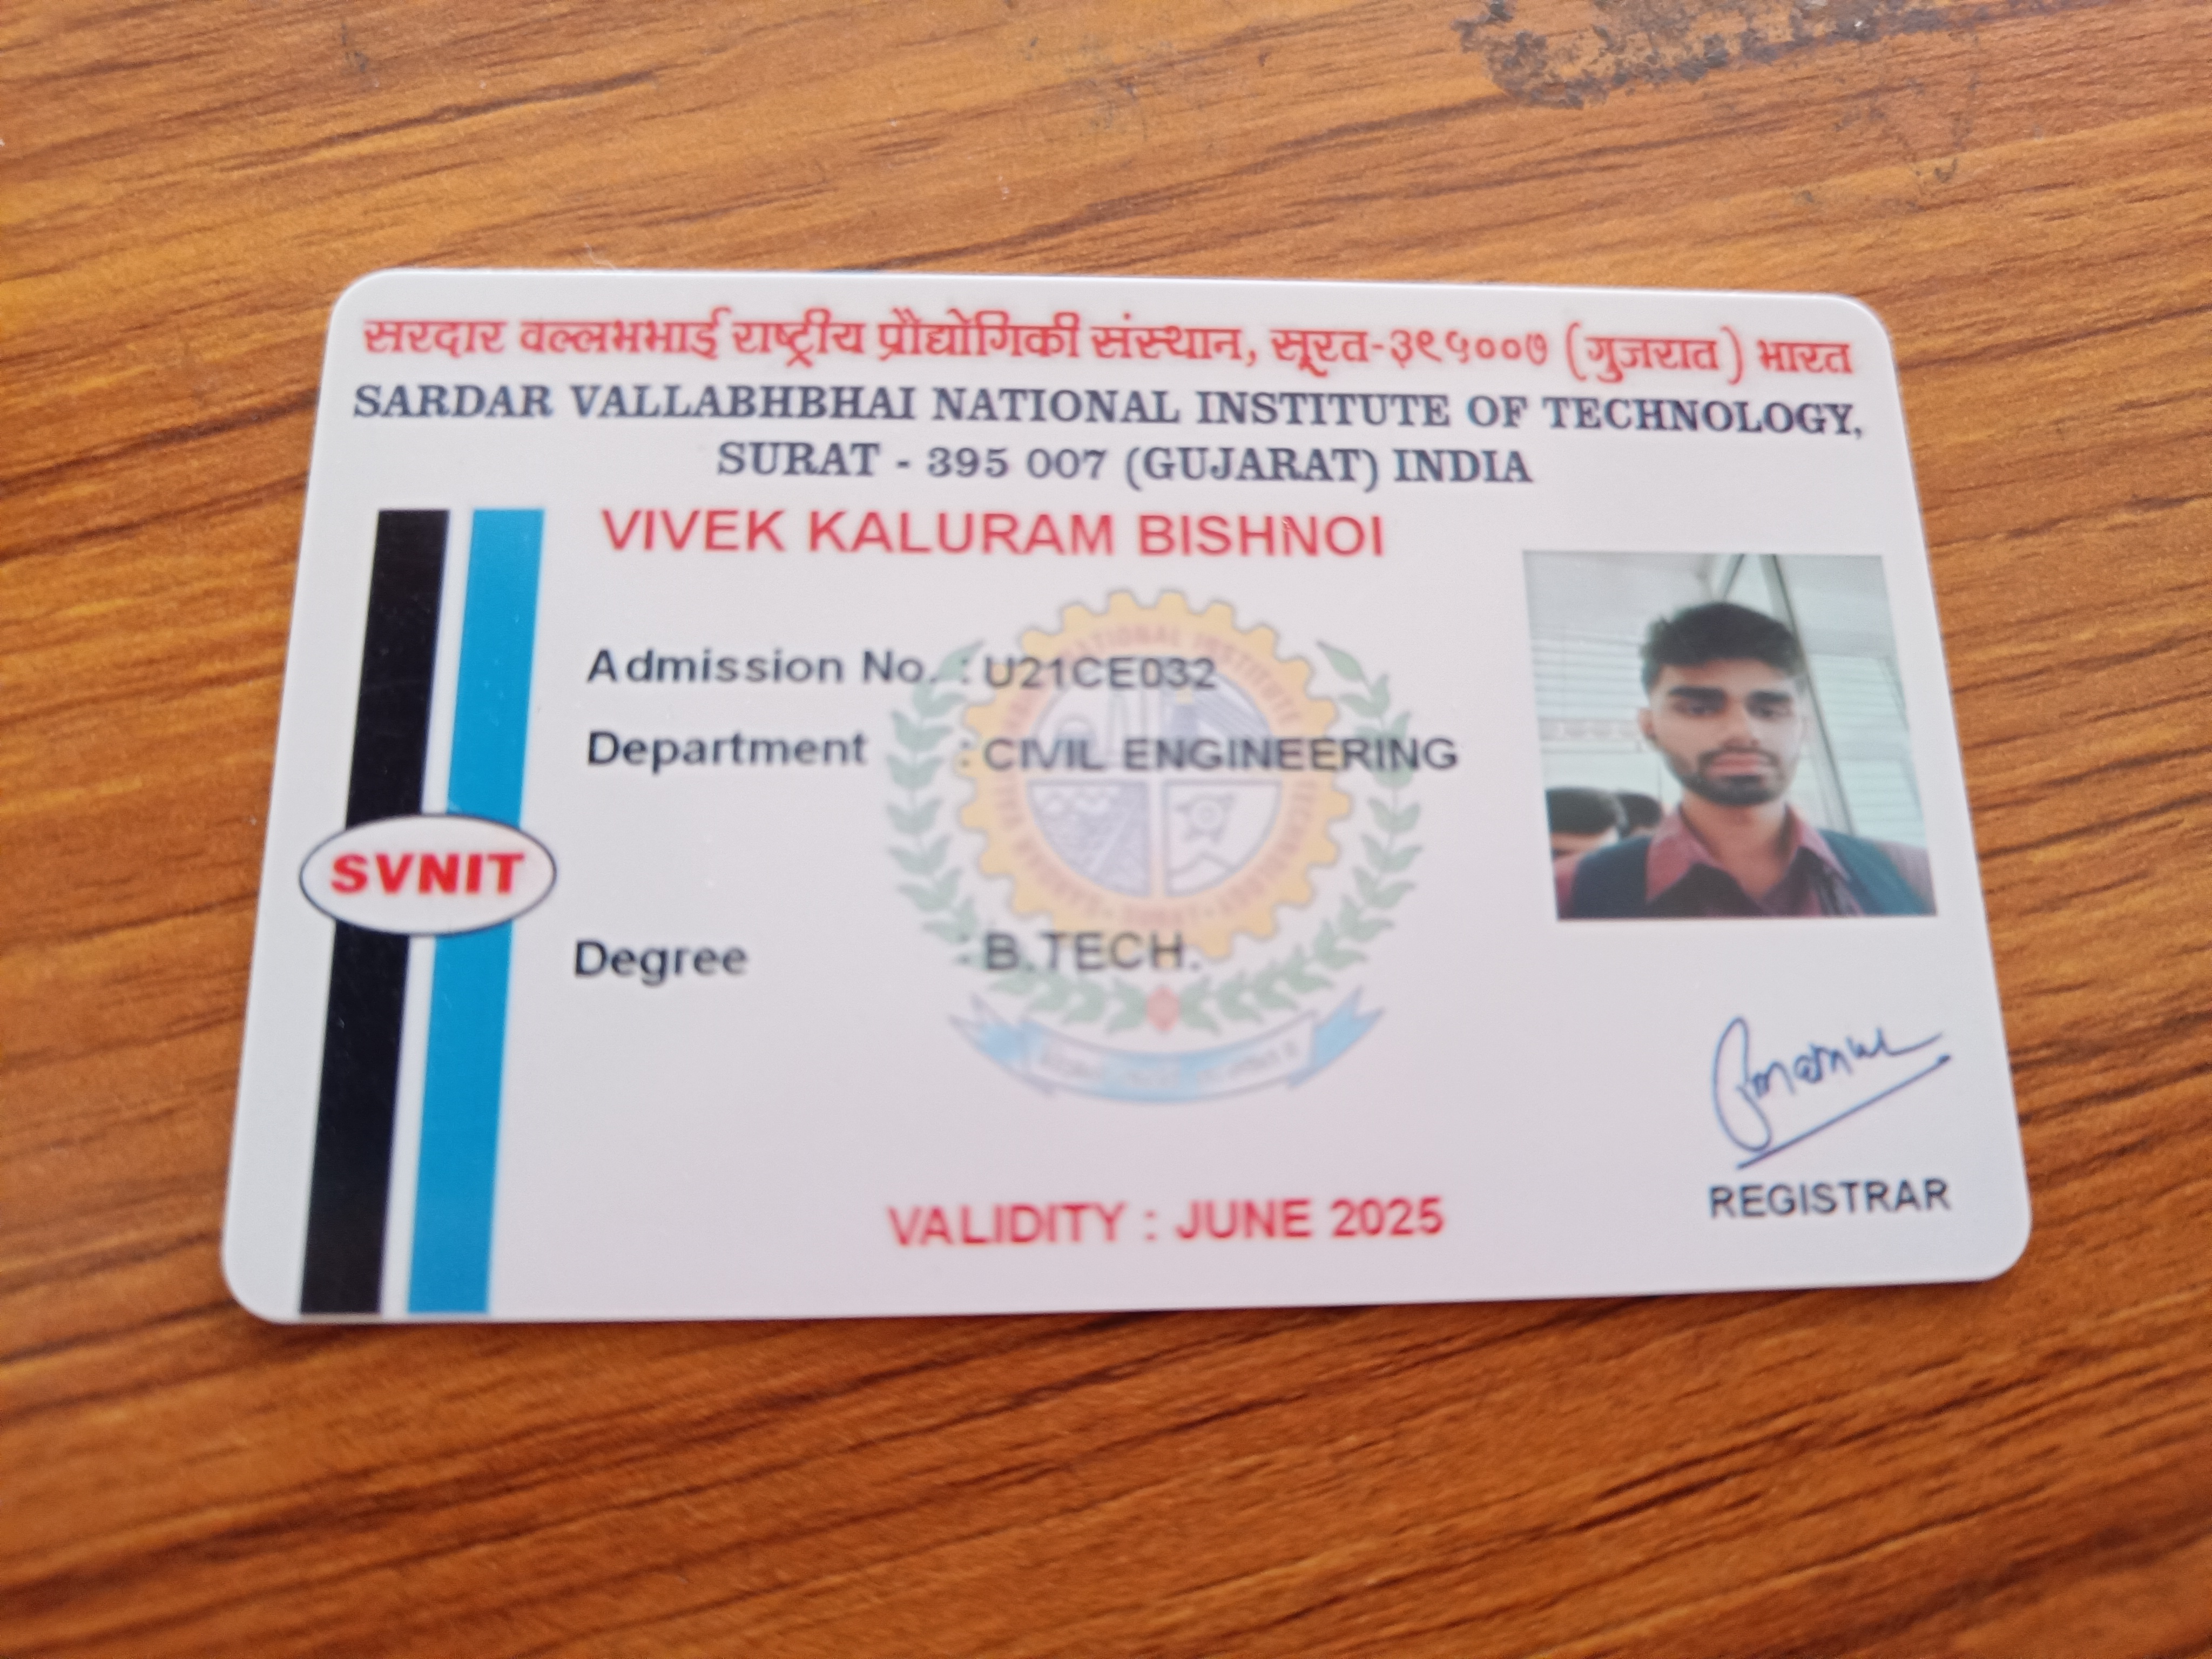 सरदार वल्लभभाई राष्ट्रीय प्रौद्योगिकी संस्थान, सूरत-३९५००७ (गुजरात) भारत
SARDAR VALLABHBHAI NATIONAL INSTITUTE OF TECHNOLOGY,
SURAT - 395 007 (GUJARAT) INDIA
VIVEK KALURAM BISHNOI
Admission No. : U21CE032
Department : CIVIL ENGINEERING
SVNIT
Degree : B.TECH.
REGISTRAR
VALIDITY : JUNE 2025